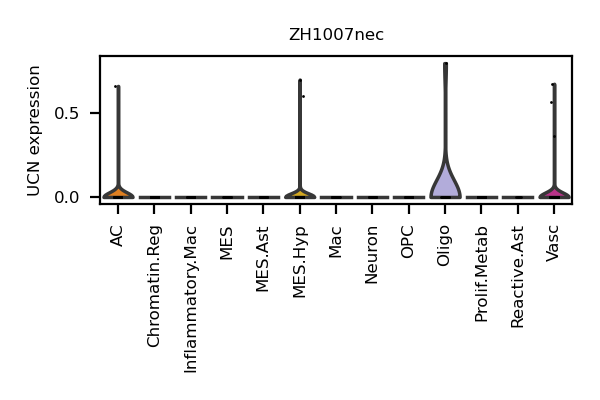 ZH1007nec
UCN expression
0.5
0.0
AC
Chromatin.Reg
Inflammatory.Mac
MES
MES.Ast
MES.Hyp
Mac
Neuron
OPC
Oligo
Prolif.Metab
Reactive.Ast
Vasc